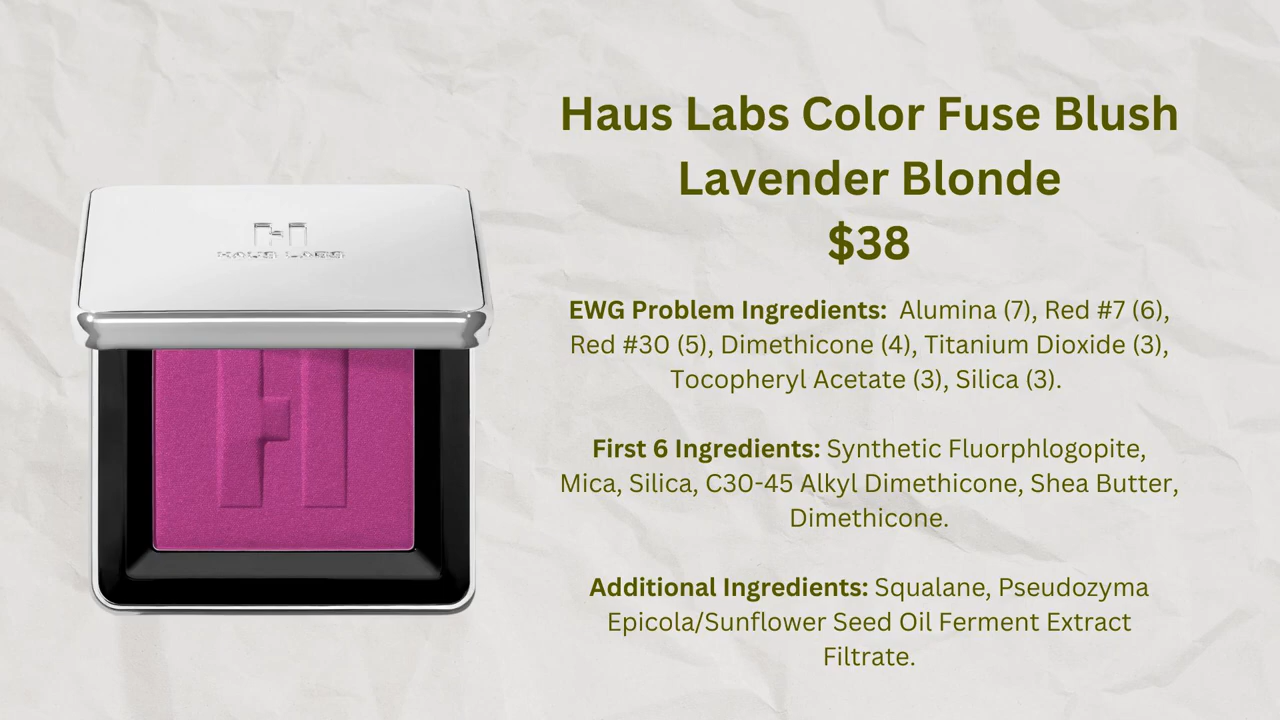 HAUS LABS
Haus Labs Color Fuse Blush
Lavender Blonde
$38
EWG Problem Ingredients:  Alumina (7), Red #7 (6),
Red #30 (5), Dimethicone (4), Titanium Dioxide (3),
Tocopheryl Acetate (3), Silica (3).
First 6 Ingredients: Synthetic Fluorphlogopite,
Mica, Silica, C30-45 Alkyl Dimethicone, Shea Butter,
Dimethicone.
Additional Ingredients: Squalane, Pseudozyma
Epicola/Sunflower Seed Oil Ferment Extract
Filtrate.